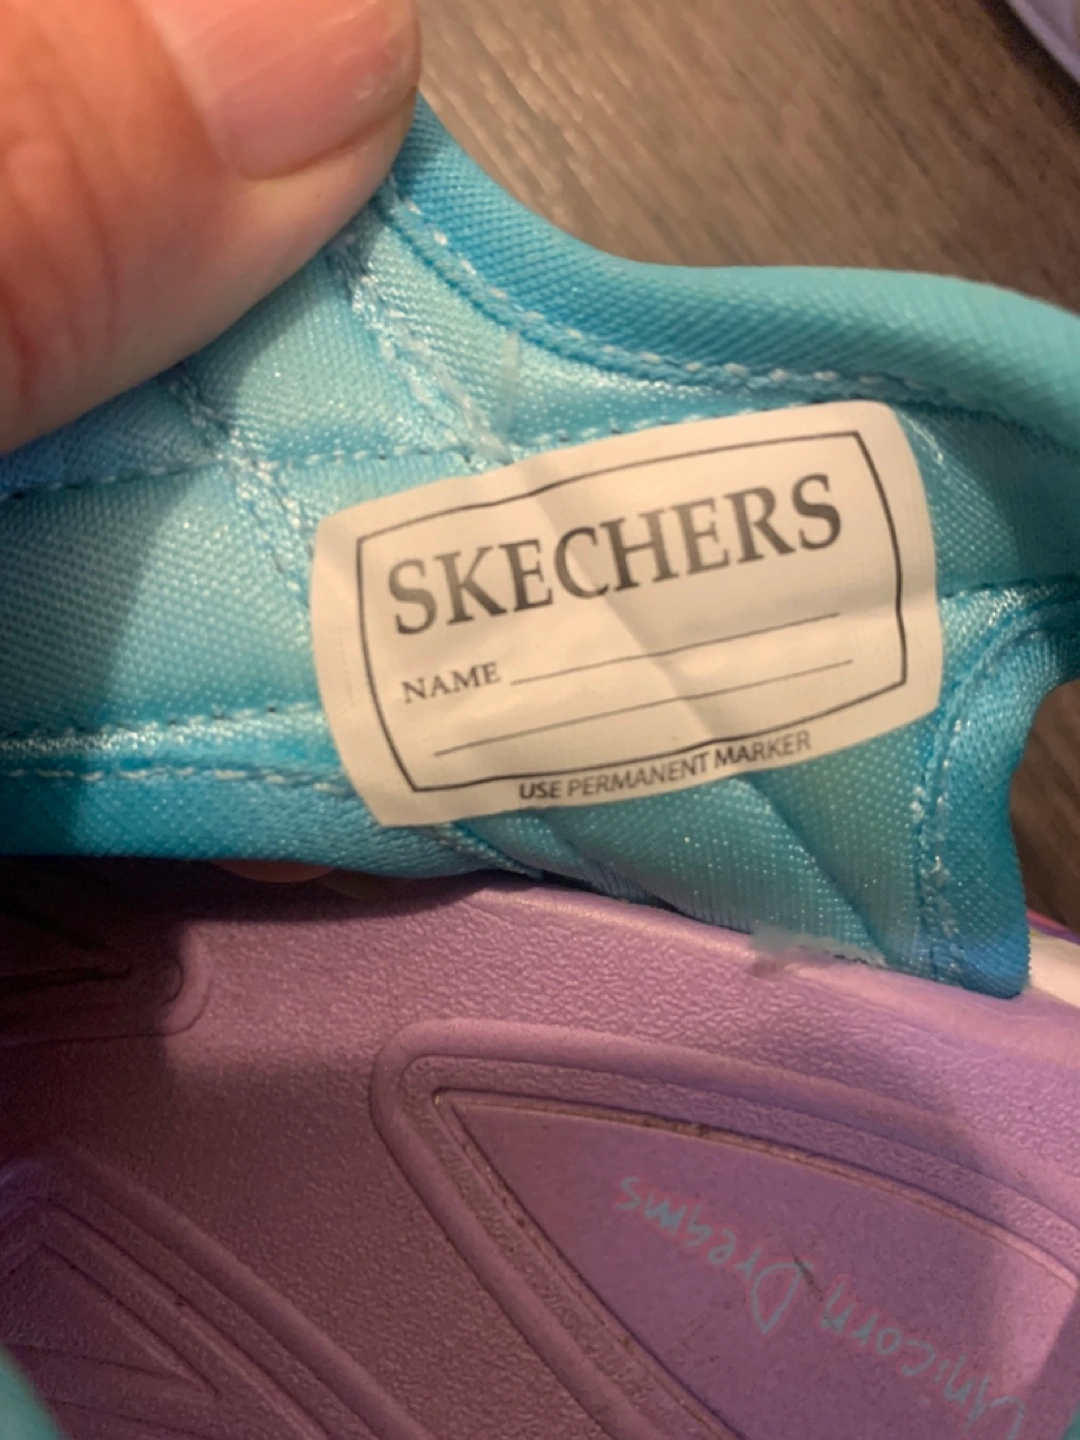 SKECHERS
NAME
USE PERMANENT MARKER
Unicorn Dreams